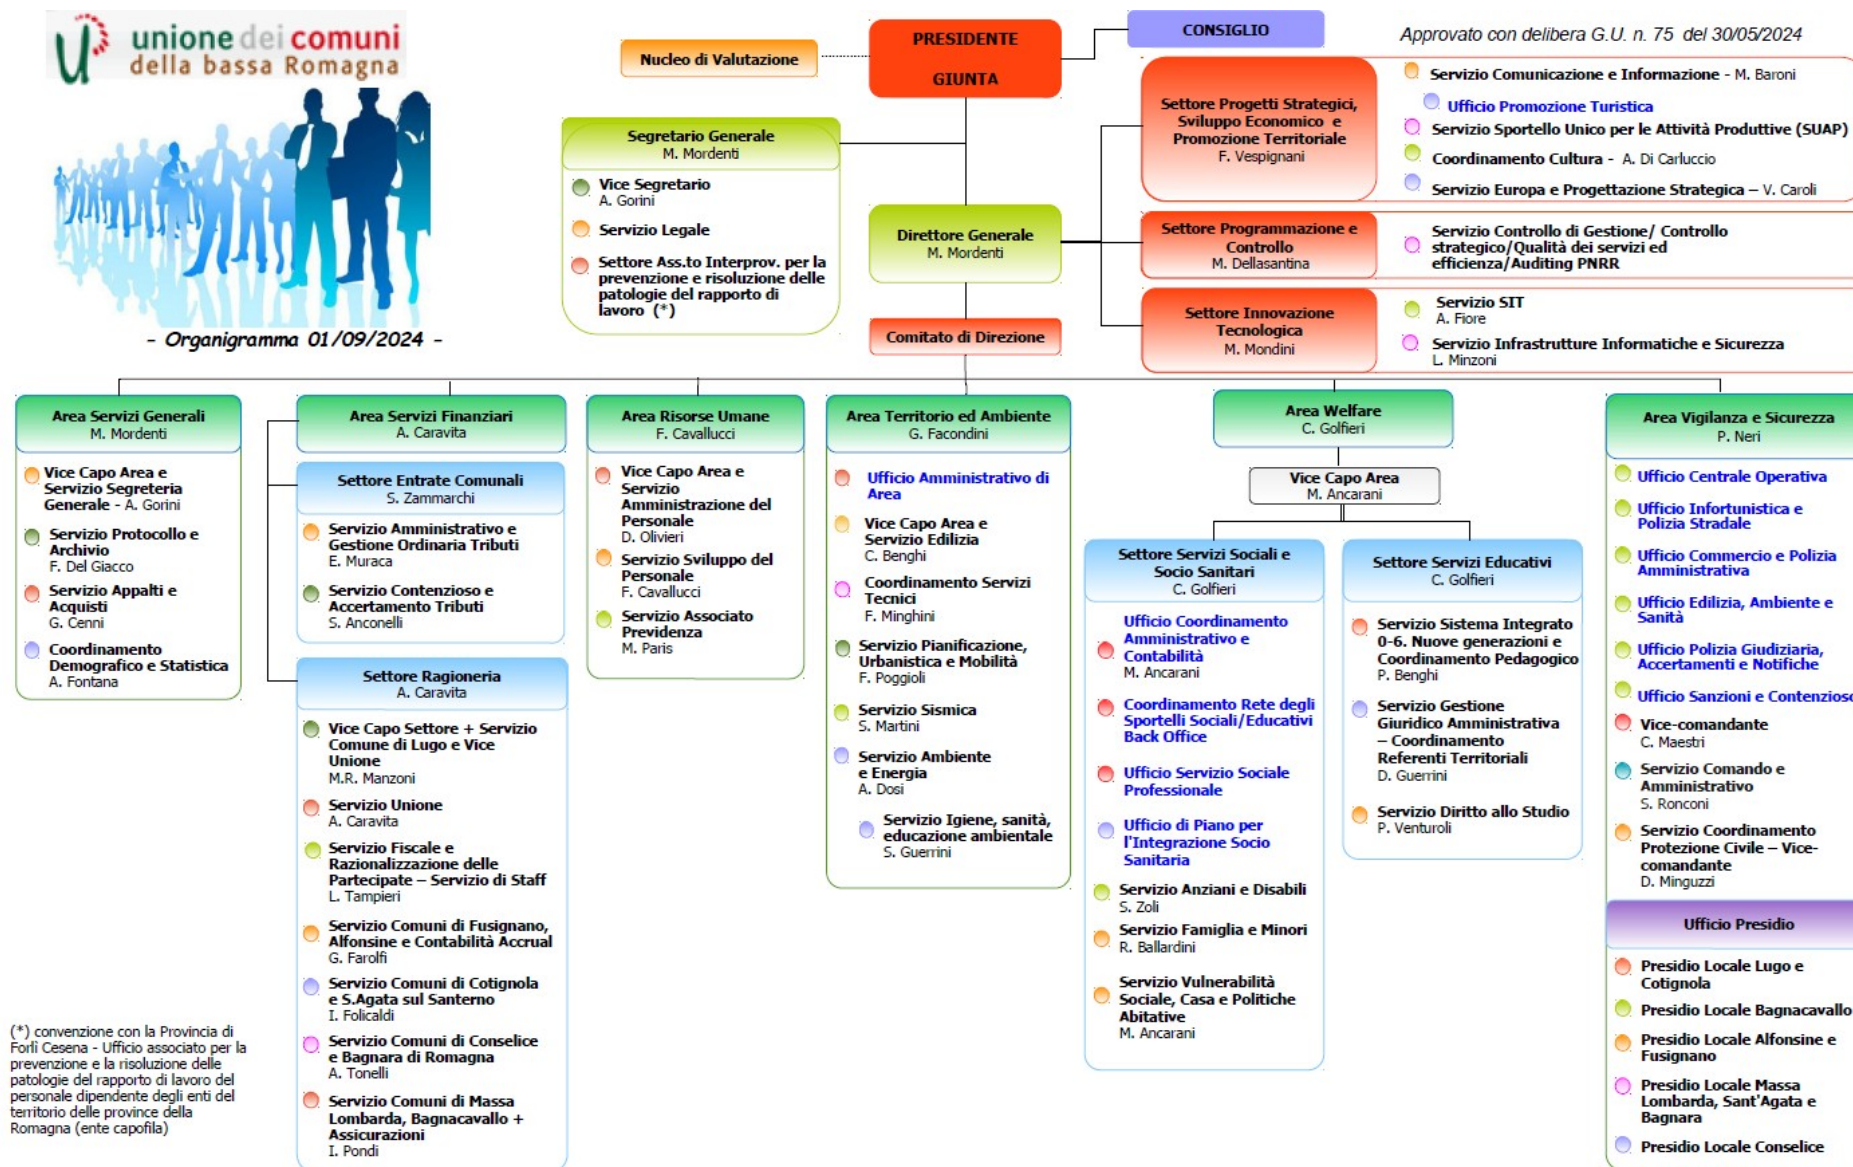 unione dei comuni
della bassa Romagna
- Organigramma 01/09/2024 -
Nucleo di Valutazione
PRESIDENTE
GIUNTA
CONSIGLIO
Approvato con delibera G.U. n. 75 del 30/05/2024
Segretario Generale
M. Mordenti
Vice Segretario
A. Gorini
Servizio Legale
Settore Ass.to Interprov. per la
prevenzione e risoluzione delle
patologie del rapporto di
lavoro (*)
Direttore Generale
M. Mordenti
Comitato di Direzione
Settore Progetti Strategici,
Sviluppo Economico e
Promozione Territoriale
F. Vespignani
Servizio Comunicazione e Informazione - M. Baroni
Ufficio Promozione Turistica
Servizio Sportello Unico per le Attività Produttive (SUAP)
Coordinamento Cultura - A. Di Carluccio
Servizio Europa e Progettazione Strategica – V. Caroli
Settore Programmazione e
Controllo
M. Dellasantina
Servizio Controllo di Gestione/ Controllo
strategico/Qualità dei servizi ed
efficienza/Auditing PNRR
Settore Innovazione
Tecnologica
M. Mondini
Servizio SIT
A. Fiore
Servizio Infrastrutture Informatiche e Sicurezza
L. Minzoni
Area Servizi Generali
M. Mordenti
Vice Capo Area e
Servizio Segreteria
Generale - A. Gorini
Servizio Protocollo e
Archivio
F. Del Giacco
Servizio Appalti e
Acquisti
G. Cenni
Coordinamento
Demografico e Statistica
A. Fontana
Area Servizi Finanziari
A. Caravita
Settore Entrate Comunali
S. Zammarchi
Servizio Amministrativo e
Gestione Ordinaria Tributi
E. Muraca
Servizio Contenzioso e
Accertamento Tributi
S. Anconelli
Settore Ragioneria
A. Caravita
Vice Capo Settore + Servizio
Comune di Lugo e Vice
Unione
M.R. Manzoni
Servizio Unione
A. Caravita
Servizio Fiscale e
Razionalizzazione delle
Partecipate – Servizio di Staff
L. Tampieri
Servizio Comuni di Fusignano,
Alfonsine e Contabilità Accrual
G. Farolfi
Servizio Comuni di Cotignola
e S.Agata sul Santerno
I. Folicaldi
Servizio Comuni di Conselice
e Bagnara di Romagna
A. Tonelli
Servizio Comuni di Massa
Lombarda, Bagnacavallo +
Assicurazioni
I. Pondi
Area Risorse Umane
F. Cavallucci
Vice Capo Area e
Servizio
Amministrazione del
Personale
D. Olivieri
Servizio Sviluppo del
Personale
F. Cavallucci
Servizio Associato
Previdenza
M. Paris
Area Territorio ed Ambiente
G. Facondini
Ufficio Amministrativo di
Area
Vice Capo Area e
Servizio Edilizia
C. Benghi
Coordinamento Servizi
Tecnici
F. Minghini
Servizio Pianificazione,
Urbanistica e Mobilità
F. Poggioli
Servizio Sismica
S. Martini
Servizio Ambiente
e Energia
A. Dosi
Servizio Igiene, sanità,
educazione ambientale
S. Guerrini
Area Welfare
C. Golfieri
Vice Capo Area
M. Ancarani
Settore Servizi Sociali e
Socio Sanitari
C. Golfieri
Ufficio Coordinamento
Amministrativo e
Contabilità
M. Ancarani
Coordinamento Rete degli
Sportelli Sociali/Educativi
Back Office
Ufficio Servizio Sociale
Professionale
Ufficio di Piano per
l'Integrazione Socio
Sanitaria
Servizio Anziani e Disabili
S. Zoli
Servizio Famiglia e Minori
R. Ballardini
Servizio Vulnerabilità
Sociale, Casa e Politiche
Abitative
M. Ancarani
Settore Servizi Educativi
C. Golfieri
Servizio Sistema Integrato
0-6. Nuove generazioni e
Coordinamento Pedagogico
P. Benghi
Servizio Gestione
Giuridico Amministrativa
– Coordinamento
Referenti Territoriali
D. Guerrini
Servizio Diritto allo Studio
P. Venturoli
Area Vigilanza e Sicurezza
P. Neri
Ufficio Centrale Operativa
Ufficio Infortunistica e
Polizia Stradale
Ufficio Commercio e Polizia
Amministrativa
Ufficio Edilizia, Ambiente e
Sanità
Ufficio Polizia Giudiziaria,
Accertamenti e Notifiche
Ufficio Sanzioni e Contenzioso
Vice-comandante
C. Maestri
Servizio Comando e
Amministrativo
S. Ronconi
Servizio Coordinamento
Protezione Civile – Vice-
comandante
D. Minguzzi
Ufficio Presidio
Presidio Locale Lugo e
Cotignola
Presidio Locale Bagnacavallo
Presidio Locale Alfonsine e
Fusignano
Presidio Locale Massa
Lombarda, Sant'Agata e
Bagnara
Presidio Locale Conselice
(*) convenzione con la Provincia di
Forlì Cesena - Ufficio associato per la
prevenzione e la risoluzione delle
patologie del rapporto di lavoro del
personale dipendente degli enti del
territorio delle province della
Romagna (ente capofila)